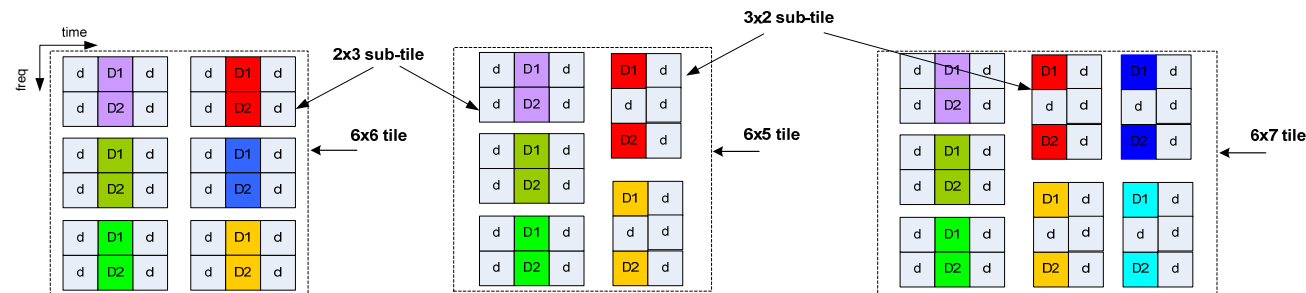 3x2 sub-tile
time
freq
2x3 sub-tile
6x6 tile
6x5 tile
6x7 tile
d D1 d d D1 d
d D2 d d D2 d
d D1 d d D1 d
d D2 d d D2 d
d D1 d d D1 d
d D2 d d D2 d
d D1 d D1 d
d D2 d d d
D2 d
d D1 d
d D2 d D1 d
d d
d D1 d
d D2 d D2 d
d D1 d D1 d D1 d
d D2 d d d d d
D2 d D2 d
d D1 d
d D2 d D1 d D1 d
d d d d
d D1 d
d D2 d D2 d D2 d